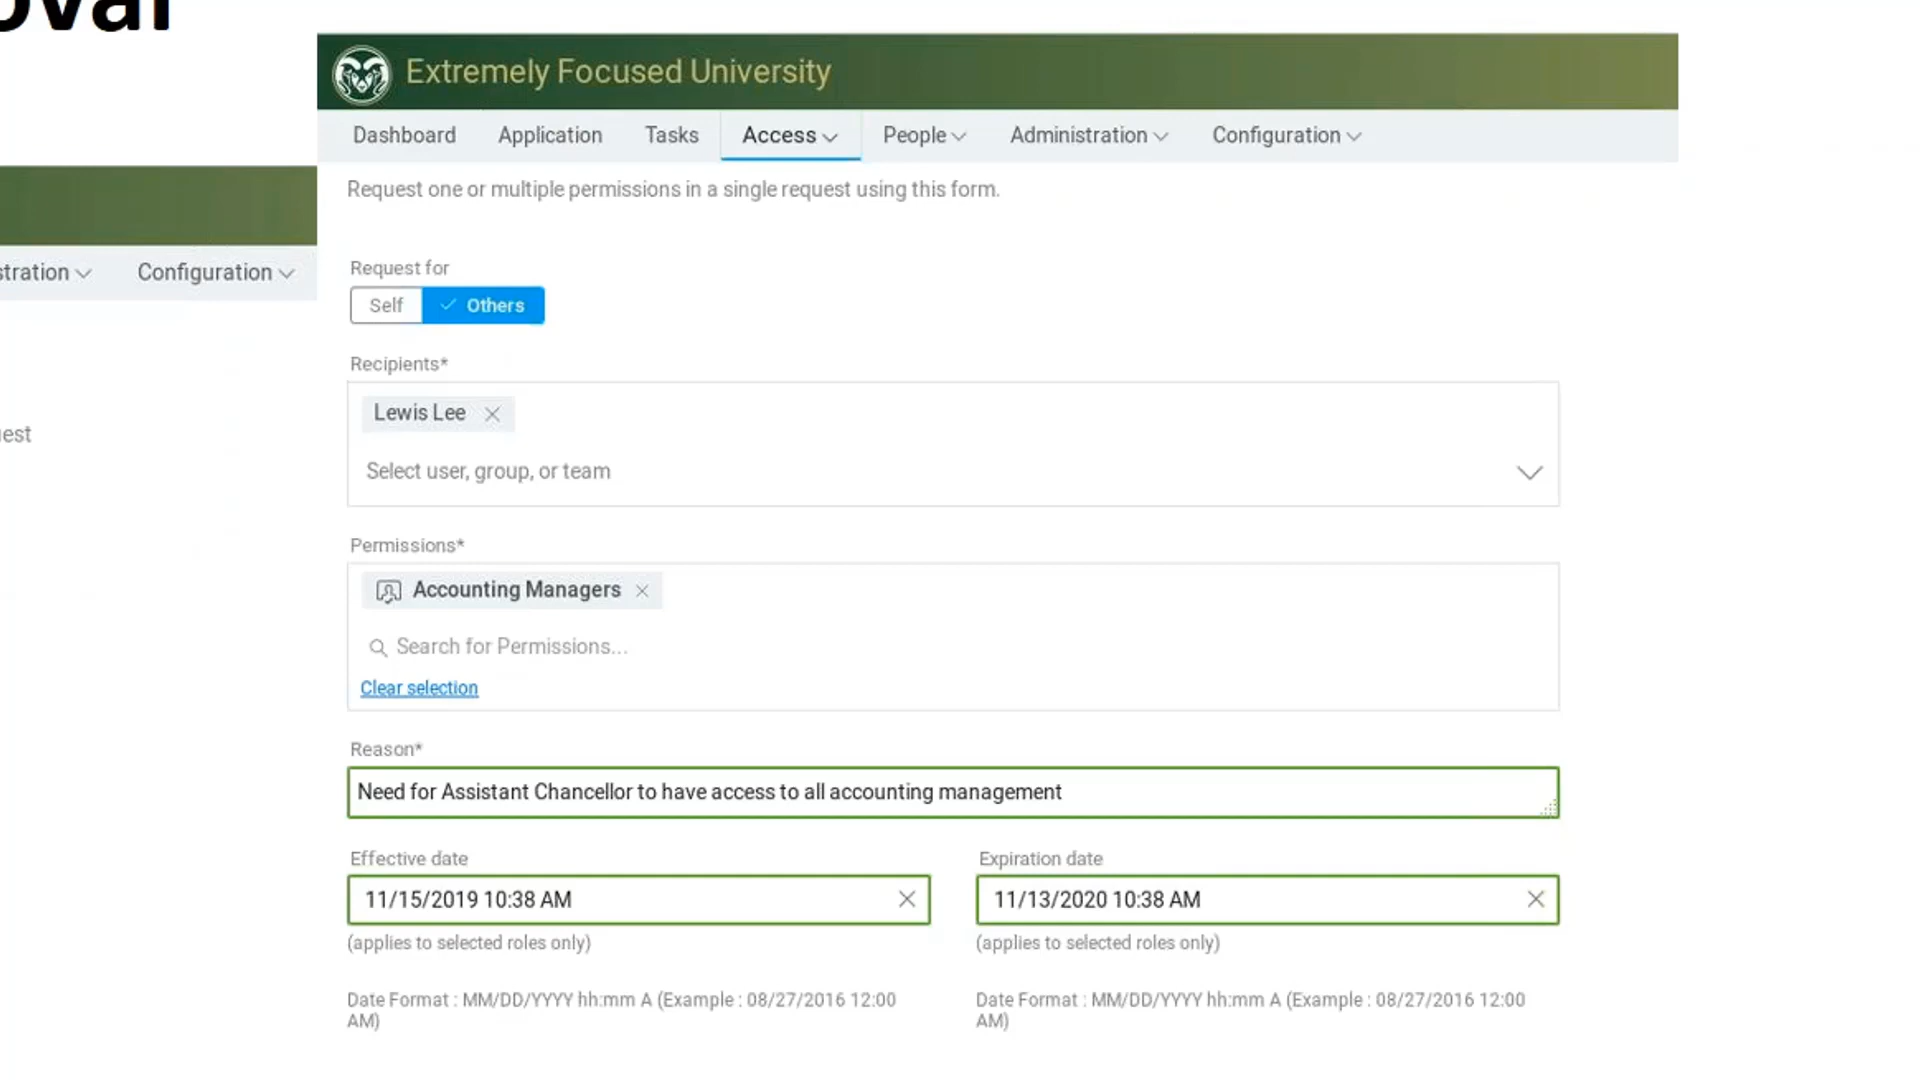 Extremely Focused University
Dashboard Application Tasks Access People Administration Configuration
Request one or multiple permissions in a single request using this form.
Configuration
Request for
Self Others
Recipients*
Lewis Lee
Select user, group, or team
Permissions*
Accounting Managers
Search for Permissions...
Clear selection
Reason*
Need for Assistant Chancellor to have access to all accounting management
Effective date Expiration date
11/15/2019 10:38 AM 11/13/2020 10:38 AM
(applies to selected roles only) (applies to selected roles only)
Date Format : MM/DD/YYYY hh:mm A (Example : 08/27/2016 12:00
AM)
Date Format : MM/DD/YYYY hh:mm A (Example : 08/27/2016 12:00
AM)